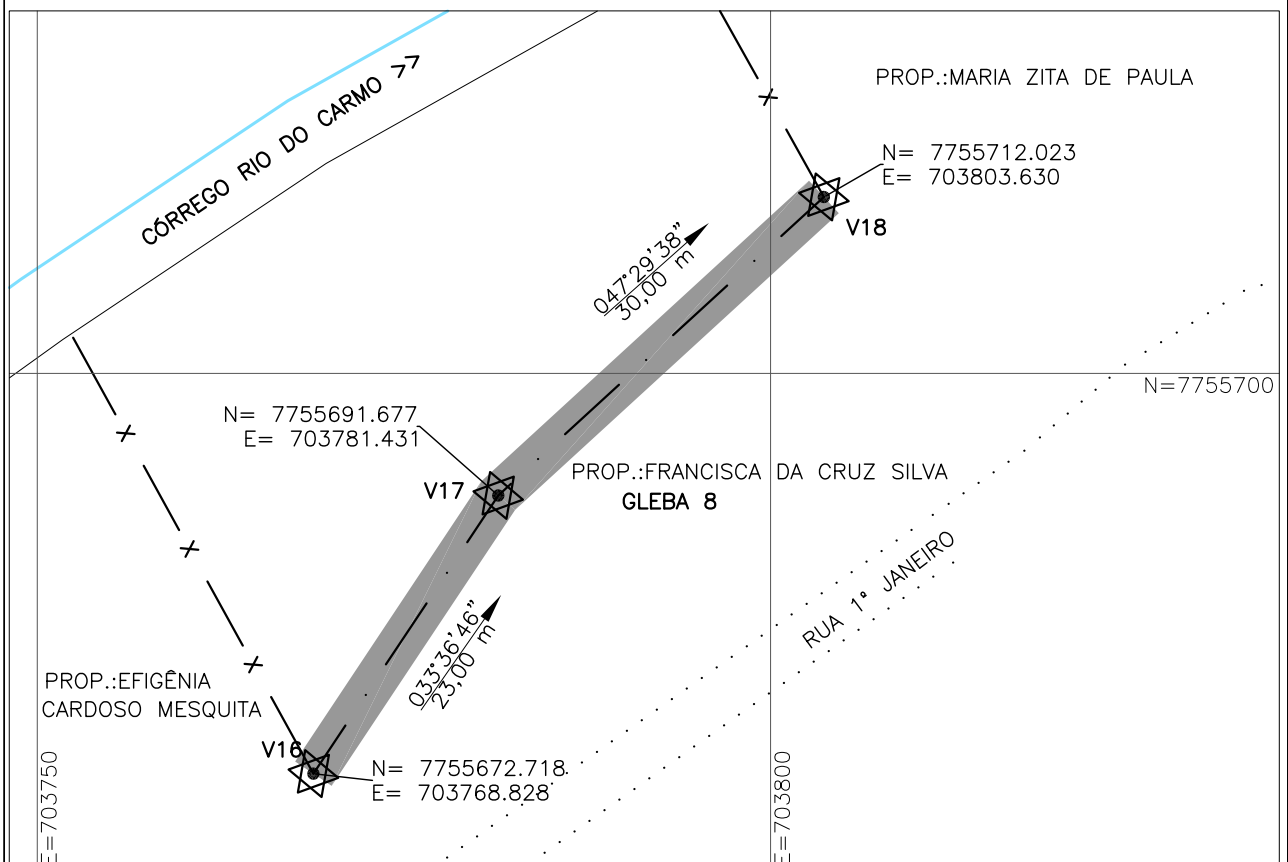 PROP.:MARIA ZITA DE PAULA
CÓRREGO RIO DO CARMO >>
N= 7755712.023
E= 703803.630
V18
047°29'38"
30,00 m
N=7755700
N= 7755691.677
E= 703781.431
V17
PROP.:FRANCISCA DA CRUZ SILVA
GLEBA 8
RUA 1ª JANEIRO
033°36'46"
23,00 m
PROP.:EFIGÊNIA
CARDOSO MESQUITA
V16
N= 7755672.718
E= 703768.828
E=703750
E=703800